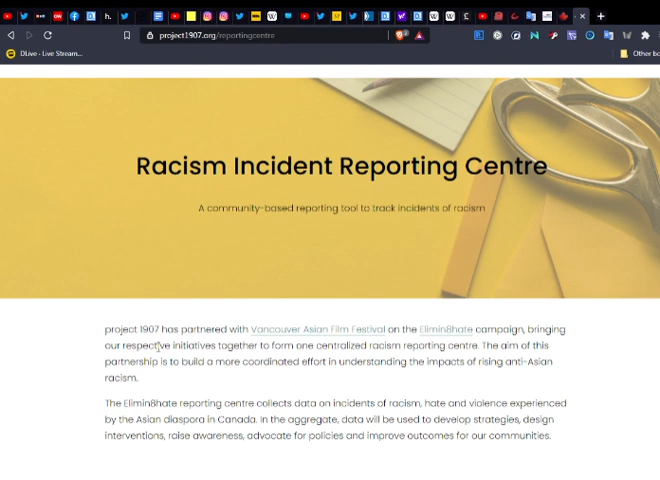 project1907.org/reportingcentre
DLive · Live Stream...
Other bo
Racism Incident Reporting Centre
A community-based reporting tool to track incidents of racism
project 1907 has partnered with Vancouver Asian Film Festival on the Elimin8hate campaign, bringing
our respective initiatives together to form one centralized racism reporting centre. The aim of this
partnership is to build a more coordinated effort in understanding the impacts of rising anti-Asian
racism.
The Elimin8hate reporting centre collects data on incidents of racism, hate and violence experienced
by the Asian diaspora in Canada. In the aggregate, data will be used to develop strategies, design
interventions, raise awareness, advocate for policies and improve outcomes for our communities.